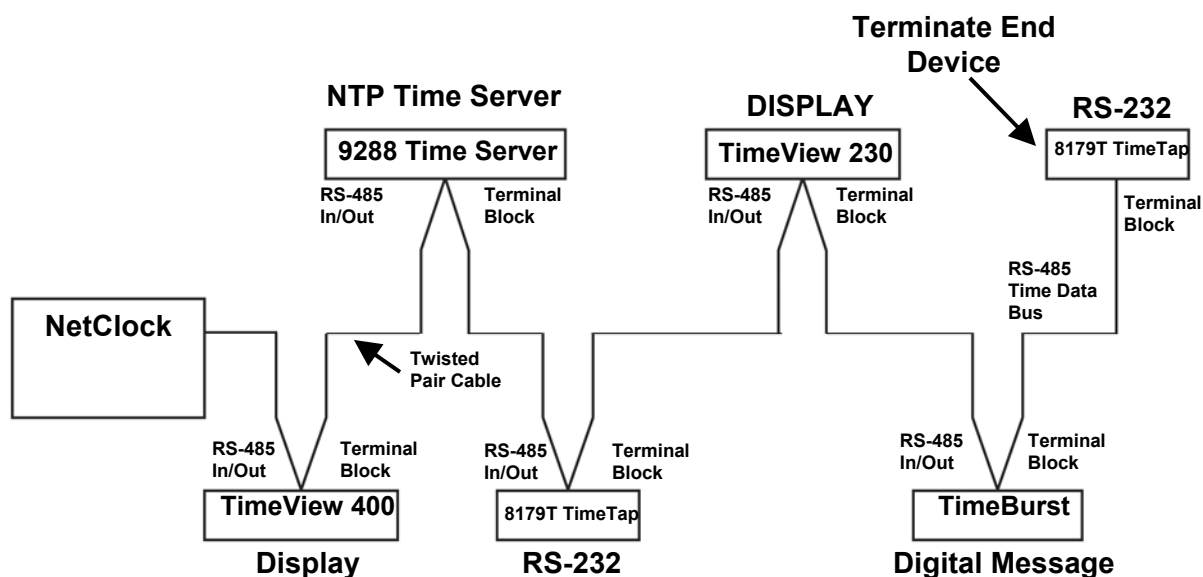 Terminate End
Device
NTP Time Server
DISPLAY
RS-232
9288 Time Server
TimeView 230
8179T TimeTap
RS-485
In/Out
Terminal
Block
RS-485
In/Out
Terminal
Block
Terminal
Block
RS-485
Time Data
Bus
NetClock
Twisted
Pair Cable
RS-485
In/Out
Terminal
Block
RS-485
In/Out
Terminal
Block
RS-485
In/Out
Terminal
Block
TimeView 400
8179T TimeTap
TimeBurst
Display
RS-232
Digital Message